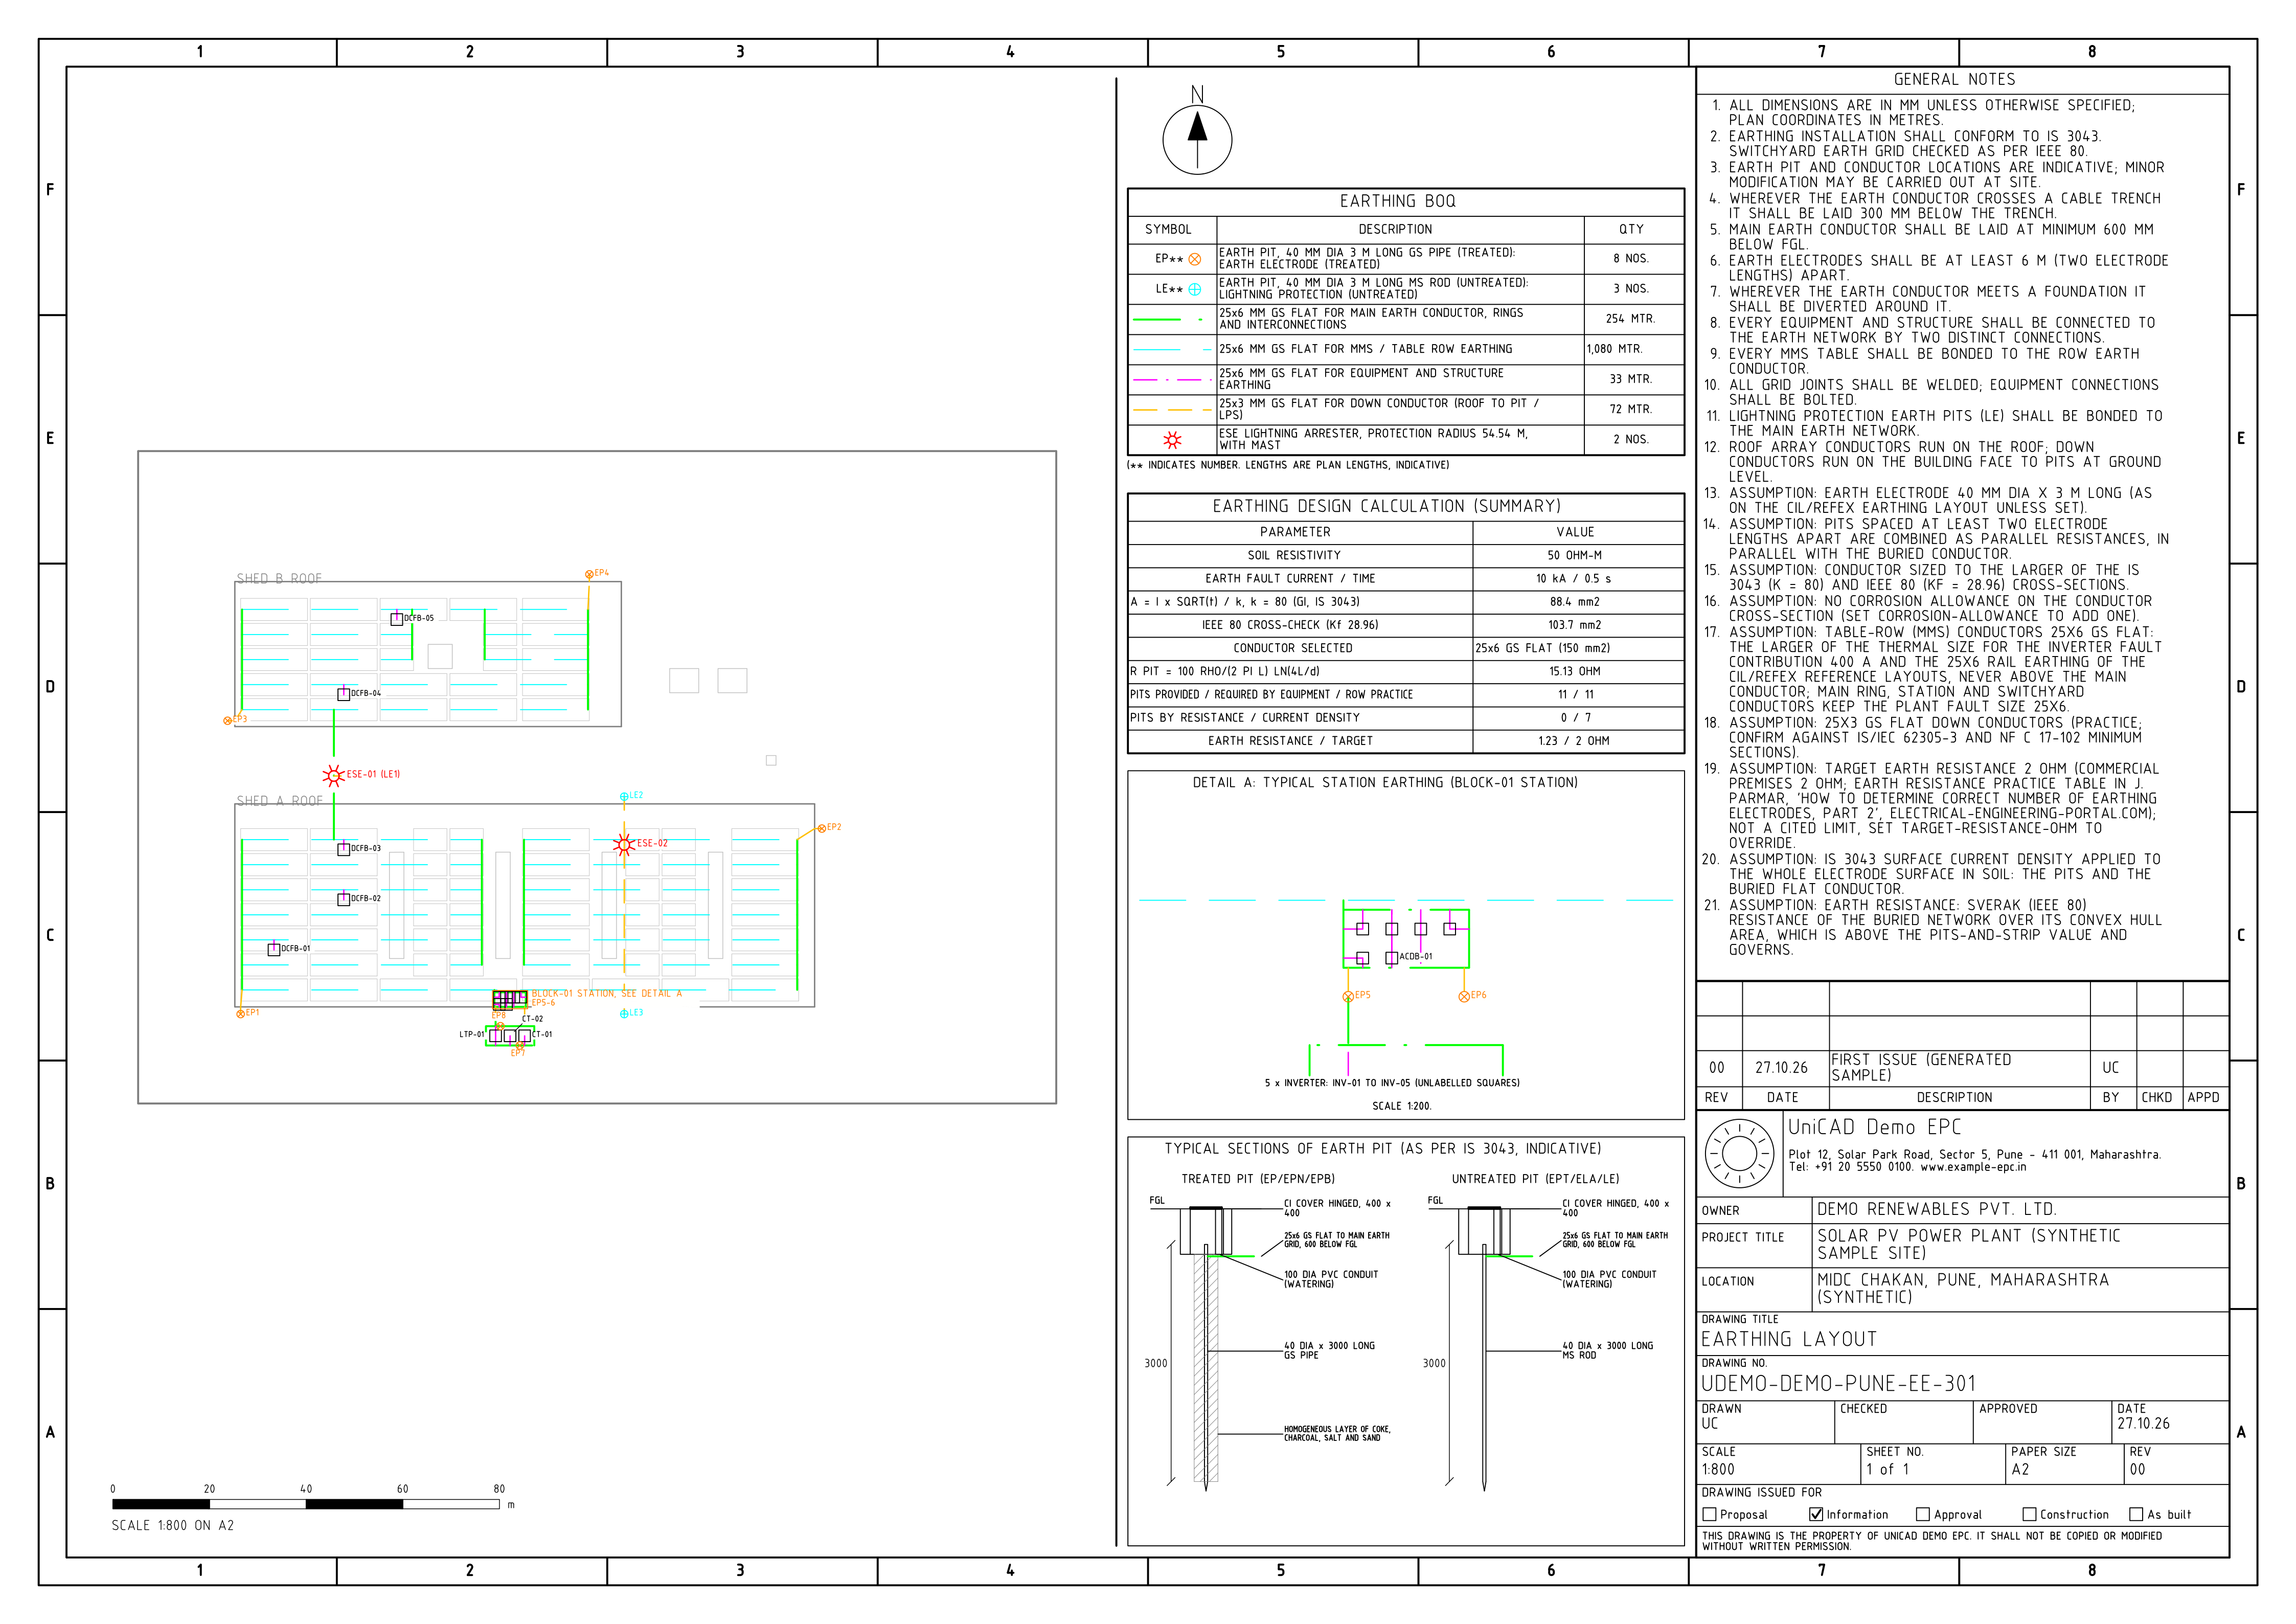 1 2 3 4 5 6 7 8
F
E
D
C
B
A
SHED B ROOF
EP4
DCFB-05
DCFB-04
EP3
ESE-01 (LE1)
SHED A ROOF
LE2
EP2
ESE-02
DCFB-03
DCFB-02
DCFB-01
BLOCK-01 STATION, SEE DETAIL A
EP5-6
EP1
EP8
LE3
CT-02
LTP-01
CT-01
EP7
0 20 40 60 80
m
SCALE 1:800 ON A2
N
EARTHING BOQ
SYMBOL DESCRIPTION QTY
EP** EARTH PIT, 40 MM DIA 3 M LONG GS PIPE (TREATED): 8 NOS.
EARTH ELECTRODE (TREATED)
LE** EARTH PIT, 40 MM DIA 3 M LONG MS ROD (UNTREATED): 3 NOS.
LIGHTNING PROTECTION (UNTREATED)
25x6 MM GS FLAT FOR MAIN EARTH CONDUCTOR, RINGS 254 MTR.
AND INTERCONNECTIONS
25x6 MM GS FLAT FOR MMS / TABLE ROW EARTHING 1,080 MTR.
25x6 MM GS FLAT FOR EQUIPMENT AND STRUCTURE 33 MTR.
EARTHING
25x3 MM GS FLAT FOR DOWN CONDUCTOR (ROOF TO PIT / 72 MTR.
LPS)
ESE LIGHTNING ARRESTER, PROTECTION RADIUS 54.54 M, 2 NOS.
WITH MAST
(** INDICATES NUMBER. LENGTHS ARE PLAN LENGTHS, INDICATIVE)
EARTHING DESIGN CALCULATION (SUMMARY)
PARAMETER VALUE
SOIL RESISTIVITY 50 OHM-M
EARTH FAULT CURRENT / TIME 10 kA / 0.5 s
A = I x SQRT(t) / k, k = 80 (GI, IS 3043) 88.4 mm2
IEEE 80 CROSS-CHECK (Kf 28.96) 103.7 mm2
CONDUCTOR SELECTED 25x6 GS FLAT (150 mm2)
R PIT = 100 RHO/(2 PI L) LN(4L/d) 15.13 OHM
PITS PROVIDED / REQUIRED BY EQUIPMENT / ROW PRACTICE 11 / 11
PITS BY RESISTANCE / CURRENT DENSITY 0 / 7
EARTH RESISTANCE / TARGET 1.23 / 2 OHM
DETAIL A: TYPICAL STATION EARTHING (BLOCK-01 STATION)
ACDB-01
EP5
EP6
5 x INVERTER: INV-01 TO INV-05 (UNLABELLED SQUARES)
SCALE 1:200.
TYPICAL SECTIONS OF EARTH PIT (AS PER IS 3043, INDICATIVE)
TREATED PIT (EP/EPN/EPB)
FGL
CI COVER HINGED, 400 x
400
25x6 GS FLAT TO MAIN EARTH
GRID, 600 BELOW FGL
100 DIA PVC CONDUIT
(WATERING)
40 DIA x 3000 LONG
GS PIPE
3000
HOMOGENEOUS LAYER OF COKE,
CHARCOAL, SALT AND SAND
UNTREATED PIT (EPT/ELA/LE)
FGL
CI COVER HINGED, 400 x
400
25x6 GS FLAT TO MAIN EARTH
GRID, 600 BELOW FGL
100 DIA PVC CONDUIT
(WATERING)
40 DIA x 3000 LONG
MS ROD
3000
GENERAL NOTES
1. ALL DIMENSIONS ARE IN MM UNLESS OTHERWISE SPECIFIED;
PLAN COORDINATES IN METRES.
2. EARTHING INSTALLATION SHALL CONFORM TO IS 3043.
SWITCHYARD EARTH GRID CHECKED AS PER IEEE 80.
3. EARTH PIT AND CONDUCTOR LOCATIONS ARE INDICATIVE; MINOR
MODIFICATION MAY BE CARRIED OUT AT SITE.
4. WHEREVER THE EARTH CONDUCTOR CROSSES A CABLE TRENCH
IT SHALL BE LAID 300 MM BELOW THE TRENCH.
5. MAIN EARTH CONDUCTOR SHALL BE LAID AT MINIMUM 600 MM
BELOW FGL.
6. EARTH ELECTRODES SHALL BE AT LEAST 6 M (TWO ELECTRODE
LENGTHS) APART.
7. WHEREVER THE EARTH CONDUCTOR MEETS A FOUNDATION IT
SHALL BE DIVERTED AROUND IT.
8. EVERY EQUIPMENT AND STRUCTURE SHALL BE CONNECTED TO
THE EARTH NETWORK BY TWO DISTINCT CONNECTIONS.
9. EVERY MMS TABLE SHALL BE BONDED TO THE ROW EARTH
CONDUCTOR.
10. ALL GRID JOINTS SHALL BE WELDED; EQUIPMENT CONNECTIONS
SHALL BE BOLTED.
11. LIGHTNING PROTECTION EARTH PITS (LE) SHALL BE BONDED TO
THE MAIN EARTH NETWORK.
12. ROOF ARRAY CONDUCTORS RUN ON THE ROOF; DOWN
CONDUCTORS RUN ON THE BUILDING FACE TO PITS AT GROUND
LEVEL.
13. ASSUMPTION: EARTH ELECTRODE 40 MM DIA X 3 M LONG (AS
ON THE CIL/REFEX EARTHING LAYOUT UNLESS SET).
14. ASSUMPTION: PITS SPACED AT LEAST TWO ELECTRODE
LENGTHS APART ARE COMBINED AS PARALLEL RESISTANCES, IN
PARALLEL WITH THE BURIED CONDUCTOR.
15. ASSUMPTION: CONDUCTOR SIZED TO THE LARGER OF THE IS
3043 (K = 80) AND IEEE 80 (KF = 28.96) CROSS-SECTIONS.
16. ASSUMPTION: NO CORROSION ALLOWANCE ON THE CONDUCTOR
CROSS-SECTION (SET CORROSION-ALLOWANCE TO ADD ONE).
17. ASSUMPTION: TABLE-ROW (MMS) CONDUCTORS 25X6 GS FLAT:
THE LARGER OF THE THERMAL SIZE FOR THE INVERTER FAULT
CONTRIBUTION 400 A AND THE 25X6 RAIL EARTHING OF THE
CIL/REFEX REFERENCE LAYOUTS, NEVER ABOVE THE MAIN
CONDUCTOR; MAIN RING, STATION AND SWITCHYARD
CONDUCTORS KEEP THE PLANT FAULT SIZE 25X6.
18. ASSUMPTION: 25X3 GS FLAT DOWN CONDUCTORS (PRACTICE;
CONFIRM AGAINST IS/IEC 62305-3 AND NF C 17-102 MINIMUM
SECTIONS).
19. ASSUMPTION: TARGET EARTH RESISTANCE 2 OHM (COMMERCIAL
PREMISES 2 OHM; EARTH RESISTANCE PRACTICE TABLE IN J.
PARMAR, 'HOW TO DETERMINE CORRECT NUMBER OF EARTHING
ELECTRODES, PART 2', ELECTRICAL-ENGINEERING-PORTAL.COM);
NOT A CITED LIMIT, SET TARGET-RESISTANCE-OHM TO
OVERRIDE.
20. ASSUMPTION: IS 3043 SURFACE CURRENT DENSITY APPLIED TO
THE WHOLE ELECTRODE SURFACE IN SOIL: THE PITS AND THE
BURIED FLAT CONDUCTOR.
21. ASSUMPTION: EARTH RESISTANCE: SVERAK (IEEE 80)
RESISTANCE OF THE BURIED NETWORK OVER ITS CONVEX HULL
AREA, WHICH IS ABOVE THE PITS-AND-STRIP VALUE AND
GOVERNS.
00 27.10.26 FIRST ISSUE (GENERATED UC
SAMPLE)
REV DATE DESCRIPTION BY CHKD APPD
UniCAD Demo EPC
Plot 12, Solar Park Road, Sector 5, Pune - 411 001, Maharashtra.
Tel: +91 20 5550 0100. www.example-epc.in
OWNER DEMO RENEWABLES PVT. LTD.
PROJECT TITLE SOLAR PV POWER PLANT (SYNTHETIC
SAMPLE SITE)
LOCATION MIDC CHAKAN, PUNE, MAHARASHTRA
(SYNTHETIC)
DRAWING TITLE
EARTHING LAYOUT
DRAWING NO.
UDEMO-DEMO-PUNE-EE-301
DRAWN CHECKED APPROVED DATE
UC 27.10.26
SCALE SHEET NO. PAPER SIZE REV
1:800 1 of 1 A2 00
DRAWING ISSUED FOR
Proposal Information Approval Construction As built
THIS DRAWING IS THE PROPERTY OF UNICAD DEMO EPC. IT SHALL NOT BE COPIED OR MODIFIED
WITHOUT WRITTEN PERMISSION.
F
E
D
C
B
A
1 2 3 4 5 6 7 8